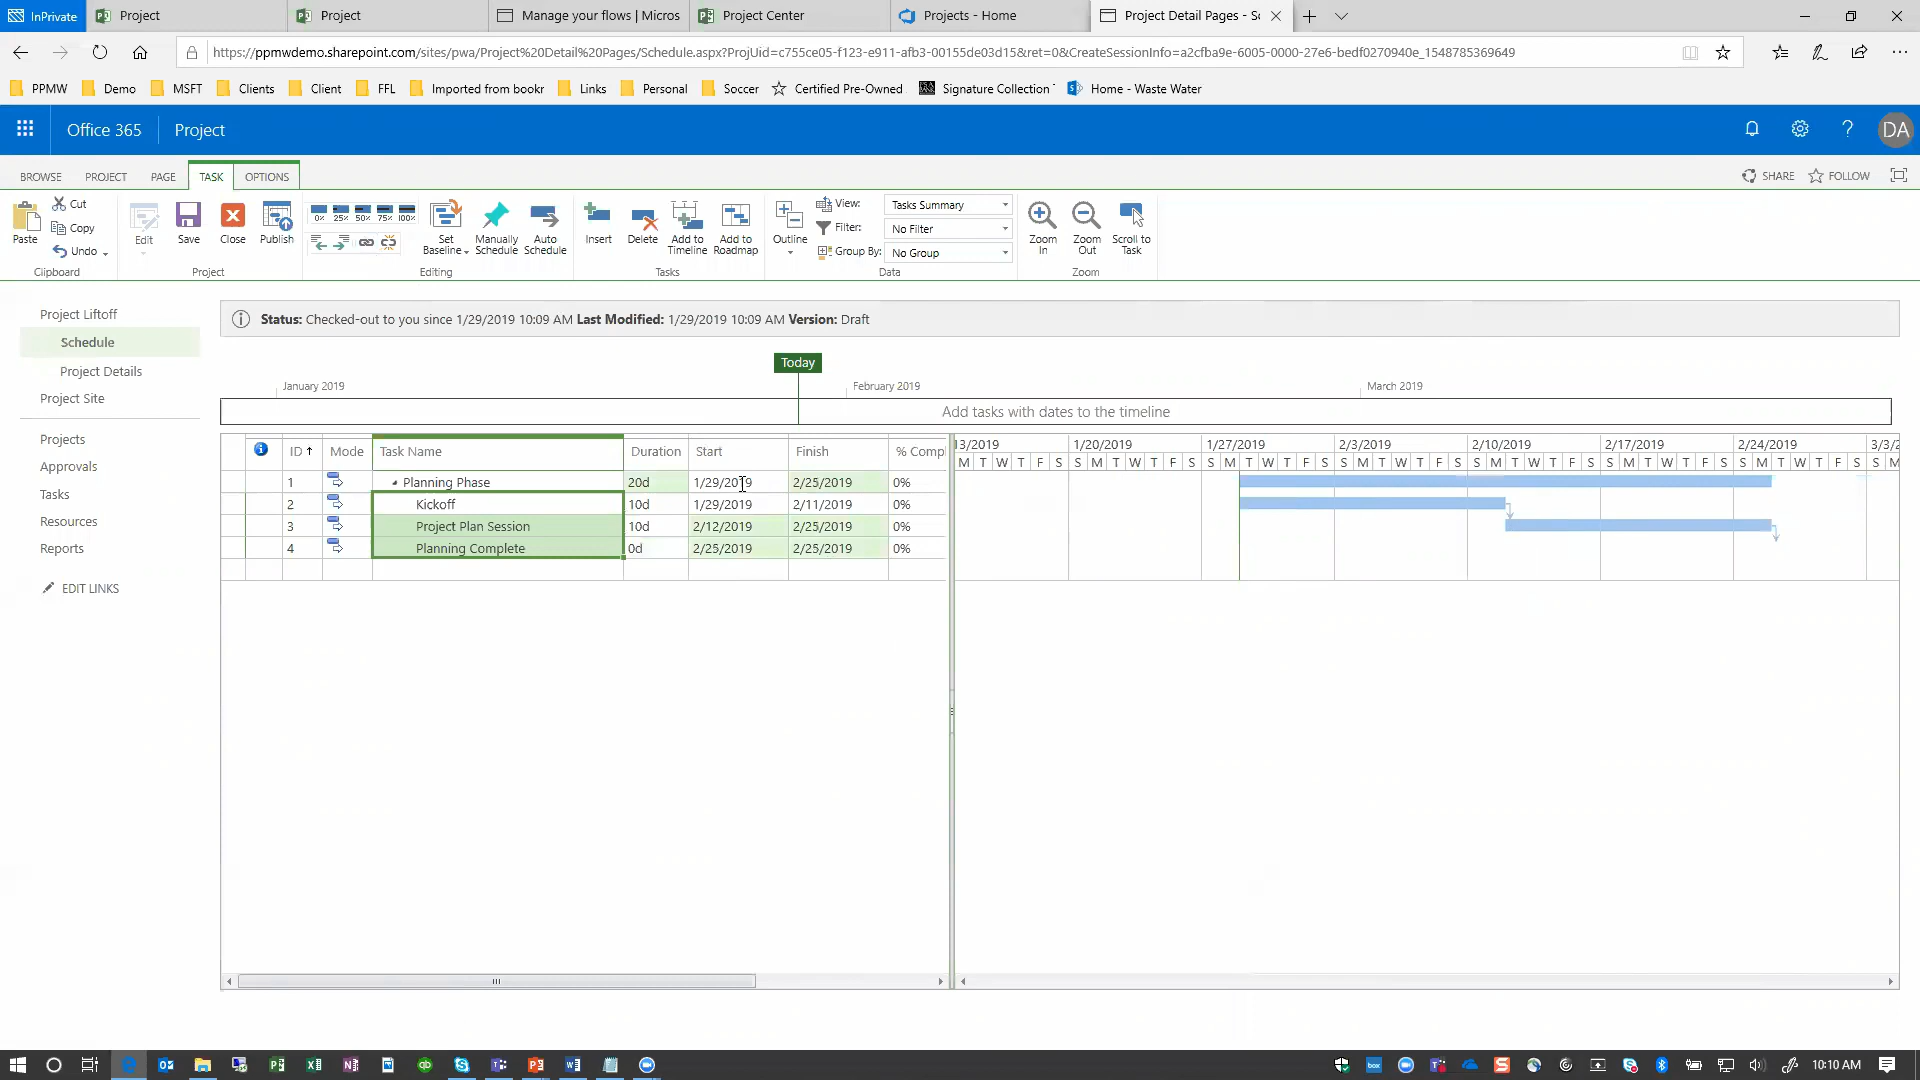 InPrivate Project Project Manage your flows | Micros Project Center Projects - Home Project Detail Pages - Sc
https://ppmwdemo.sharepoint.com/sites/pwa/Project%20Detail%20Pages/Schedule.aspx?ProjUid=c755ce05-f123-e911-afb3-00155de03d15&ret=0&CreateSessionInfo=a2cfba9e-6005-0000-27e6-bedf0270940e_1548785369649
PPMW Demo MSFT Clients Client FFL Imported from bookr Links Personal Soccer Certified Pre-Owned Signature Collection Home - Waste Water
Office 365 Project DA
BROWSE PROJECT PAGE TASK OPTIONS SHARE FOLLOW
Paste Cut Copy Undo Clipboard
Edit Save Close Publish Project
0% 25% 50% 75% 100% Set Baseline Manually Schedule Auto Schedule Editing
Insert Delete Add to Timeline Add to Roadmap Tasks
Outline View: Tasks Summary Filter: No Filter Group By: No Group Data
Zoom In Zoom Out Scroll to Task Zoom
Project Liftoff
Schedule
Project Details
Project Site
Projects
Approvals
Tasks
Resources
Reports
EDIT LINKS
Status: Checked-out to you since 1/29/2019 10:09 AM Last Modified: 1/29/2019 10:09 AM Version: Draft
Today
January 2019 February 2019 March 2019
Add tasks with dates to the timeline
ID Mode Task Name Duration Start Finish % Compl
1 Planning Phase 20d 1/29/2019 2/25/2019 0%
2 Kickoff 10d 1/29/2019 2/11/2019 0%
3 Project Plan Session 10d 2/12/2019 2/25/2019 0%
4 Planning Complete 0d 2/25/2019 2/25/2019 0%
13/2019 1/20/2019 1/27/2019 2/3/2019 2/10/2019 2/17/2019 2/24/2019 3/3/2
M T W T F S S M T W T F S S M T W T F S S M T W T F S S M T W T F S S M T W T F S S M T W T F S S M
10:10 AM